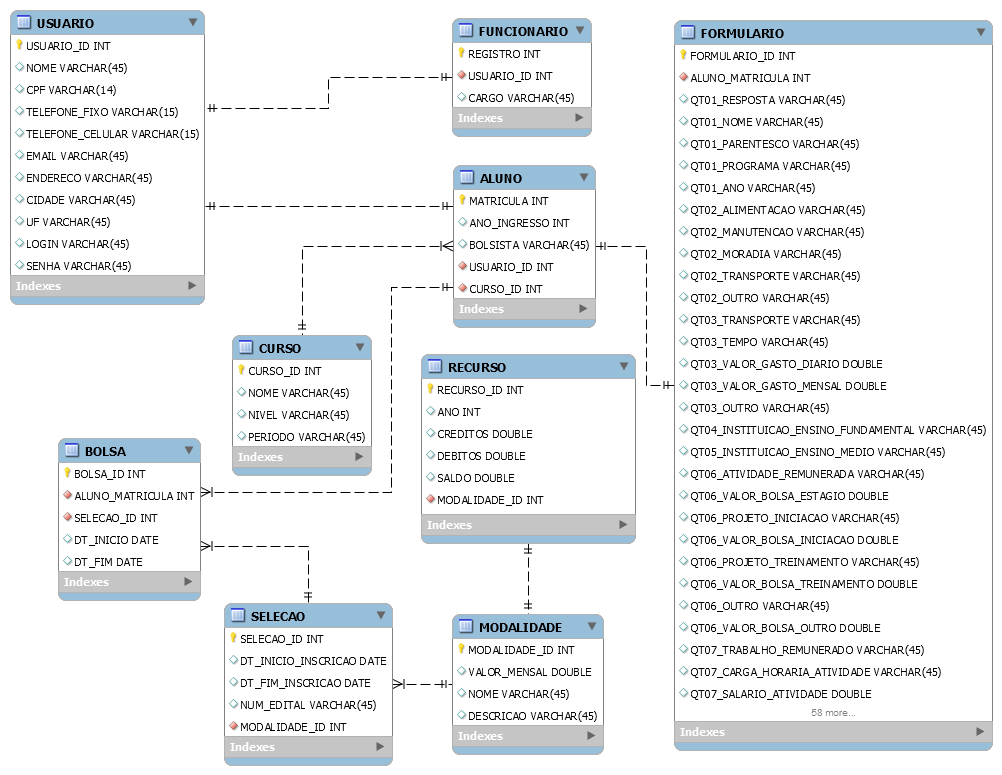 USUARIO
USUARIO_ID INT
NOME VARCHAR(45)
CPF VARCHAR(14)
TELEFONE_FIXO VARCHAR(15)
TELEFONE_CELULAR VARCHAR(15)
EMAIL VARCHAR(45)
ENDERECO VARCHAR(45)
CIDADE VARCHAR(45)
UF VARCHAR(45)
LOGIN VARCHAR(45)
SENHA VARCHAR(45)
Indexes
FUNCIONARIO
REGISTRO INT
USUARIO_ID INT
CARGO VARCHAR(45)
Indexes
ALUNO
MATRICULA INT
ANO_INGRESSO INT
BOLSISTA VARCHAR(45)
USUARIO_ID INT
CURSO_ID INT
Indexes
CURSO
CURSO_ID INT
NOME VARCHAR(45)
NIVEL VARCHAR(45)
PERIODO VARCHAR(45)
Indexes
RECURSO
RECURSO_ID INT
ANO INT
CREDITOS DOUBLE
DEBITOS DOUBLE
SALDO DOUBLE
MODALIDADE_ID INT
Indexes
BOLSA
BOLSA_ID INT
ALUNO_MATRICULA INT
SELECAO_ID INT
DT_INICIO DATE
DT_FIM DATE
Indexes
SELECAO
SELECAO_ID INT
DT_INICIO_INSCRICAO DATE
DT_FIM_INSCRICAO DATE
NUM_EDITAL VARCHAR(45)
MODALIDADE_ID INT
Indexes
MODALIDADE
MODALIDADE_ID INT
VALOR_MENSAL DOUBLE
NOME VARCHAR(45)
DESCRICAO VARCHAR(45)
Indexes
FORMULARIO
FORMULARIO_ID INT
ALUNO_MATRICULA INT
QT01_RESPOSTA VARCHAR(45)
QT01_NOME VARCHAR(45)
QT01_PARENTESCO VARCHAR(45)
QT01_PROGRAMA VARCHAR(45)
QT01_ANO VARCHAR(45)
QT02_ALIMENTACAO VARCHAR(45)
QT02_MANUTENCAO VARCHAR(45)
QT02_MORADIA VARCHAR(45)
QT02_TRANSPORTE VARCHAR(45)
QT02_OUTRO VARCHAR(45)
QT03_TRANSPORTE VARCHAR(45)
QT03_TEMPO VARCHAR(45)
QT03_VALOR_GASTO_DIARIO DOUBLE
QT03_VALOR_GASTO_MENSAL DOUBLE
QT03_OUTRO VARCHAR(45)
QT04_INSTITUICAO_ENSINO_FUNDAMENTAL VARCHAR(45)
QT05_INSTITUICAO_ENSINO_MEDIO VARCHAR(45)
QT06_ATIVIDADE_REMUNERADA VARCHAR(45)
QT06_VALOR_BOLSA_ESTAGIO DOUBLE
QT06_PROJETO_INICIACAO VARCHAR(45)
QT06_VALOR_BOLSA_INICIACAO DOUBLE
QT06_PROJETO_TREINAMENTO VARCHAR(45)
QT06_VALOR_BOLSA_TREINAMENTO DOUBLE
QT06_OUTRO VARCHAR(45)
QT06_VALOR_BOLSA_OUTRO DOUBLE
QT07_TRABALHO_REMUNERADO VARCHAR(45)
QT07_CARGA_HORARIA_ATIVIDADE VARCHAR(45)
QT07_SALARIO_ATIVIDADE DOUBLE
58 more...
Indexes